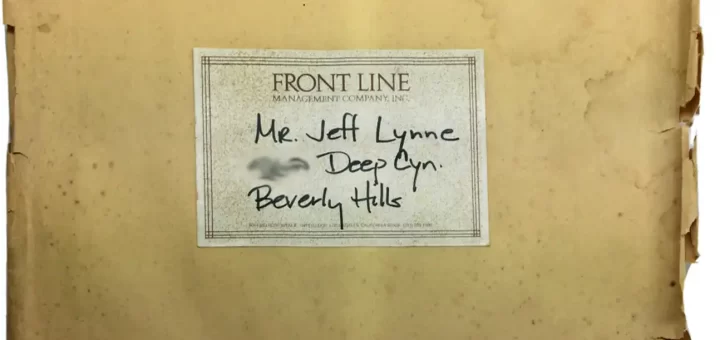 FRONT LINE
MANAGEMENT COMPANY, INC.
Mr. Jeff Lynne
Deep Cyn.
Beverly Hills